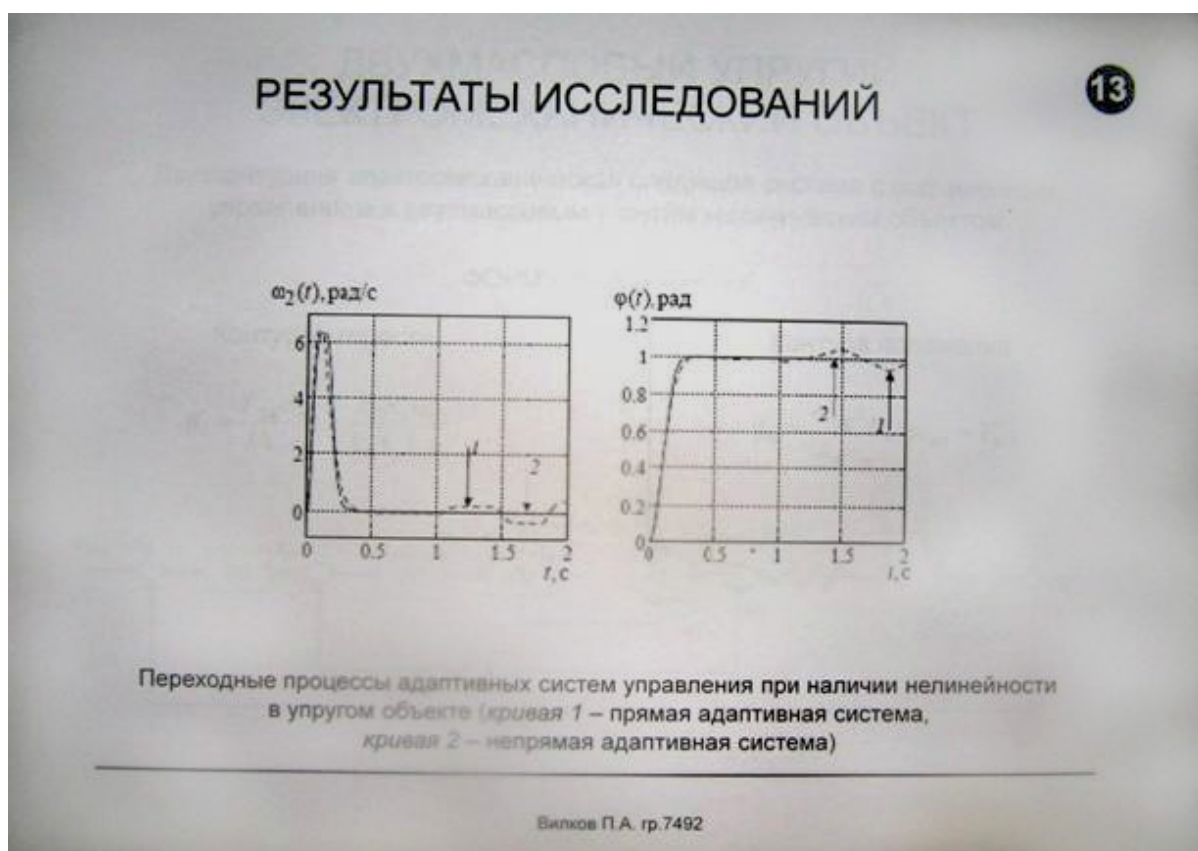 РЕЗУЛЬТАТЫ ИССЛЕДОВАНИЙ
13
ω₂(t), рад/с
6
4
2
0
1
2
0 0.5 1 1.5 2
t, с
φ(t), рад
1.2
1
0.8
0.6
0.4
0.2
0
2
1
0 0.5 1 1.5 2
t, с
Переходные процессы адаптивных систем управления при наличии нелинейности
в упругом объекте (кривая 1 – прямая адаптивная система,
кривая 2 – непрямая адаптивная система)
Вилков П.А. гр.7492